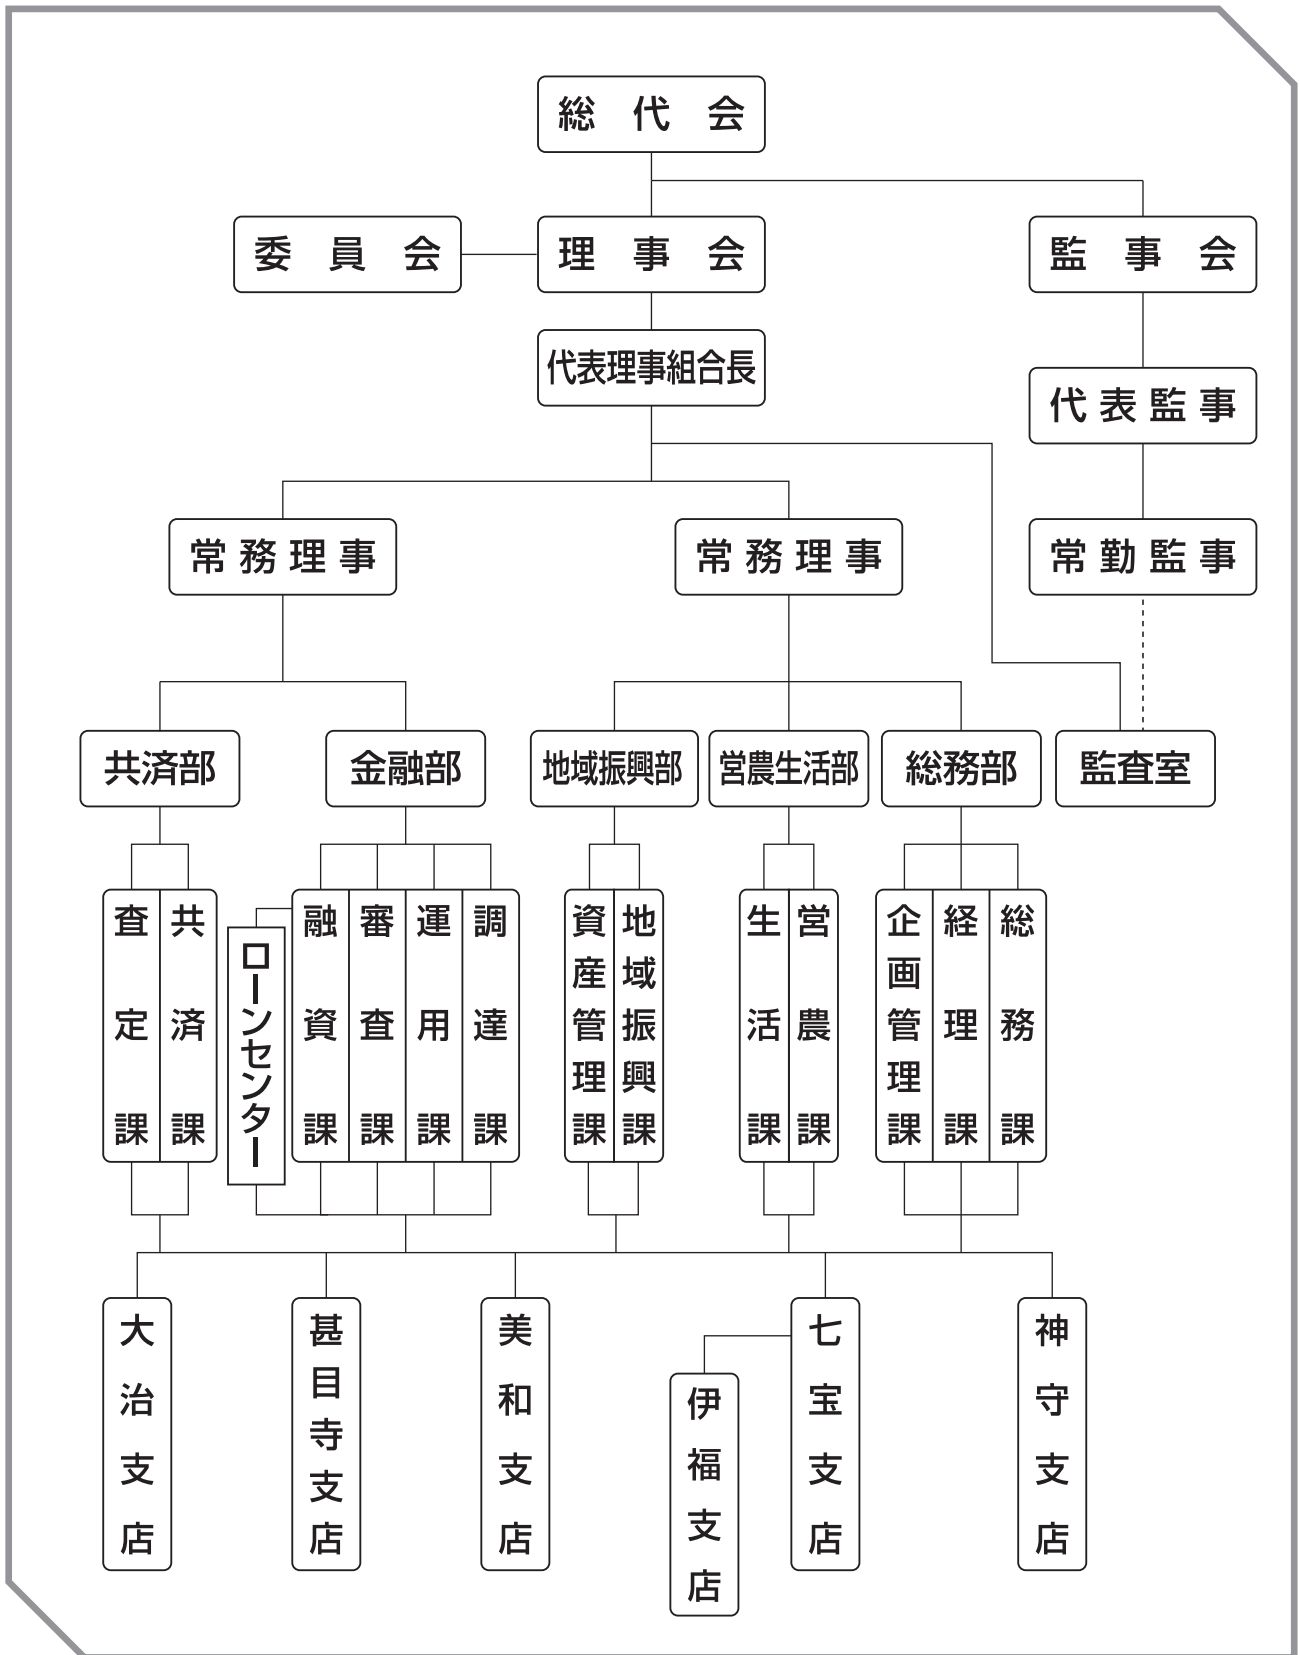 総代会
委員会
理事会
監事会
代表理事組合長
代表監事
常務理事
常務理事
常勤監事
共済部
金融部
地域振興部
営農生活部
総務部
監査室
査定課
共済課
ローンセンター
融資課
審査課
運用課
調達課
資産管理課
地域振興課
生活課
営農課
企画管理課
経理課
総務課
大治支店
甚目寺支店
美和支店
伊福支店
七宝支店
神守支店